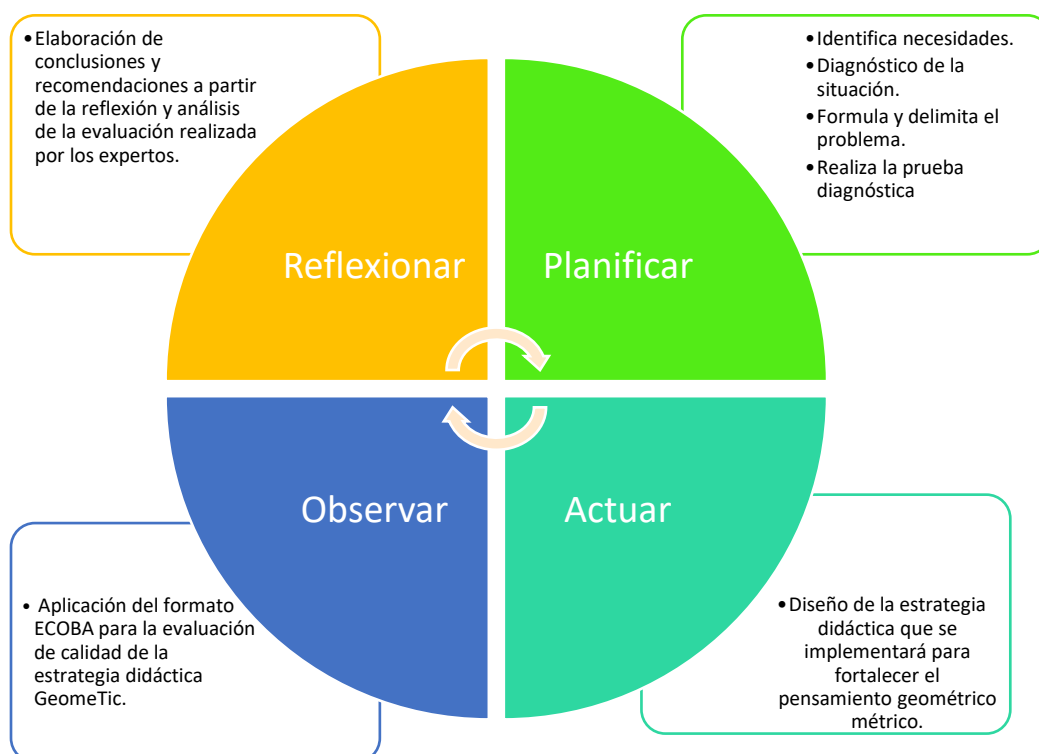 •Elaboración de
conclusiones y
recomendaciones a partir
de la reflexión y análisis
de la evaluación realizada
por los expertos.
•Identifica necesidades.
•Diagnóstico de la
situación.
•Formula y delimita el
problema.
•Realiza la prueba
diagnóstica
Reflexionar
Planificar
Observar
Actuar
• Aplicación del formato
ECOBA para la evaluación
de calidad de la
estrategia didáctica
GeomeTic.
•Diseño de la estrategia
didáctica que se
implementará para
fortalecer el
pensamiento geométrico
métrico.